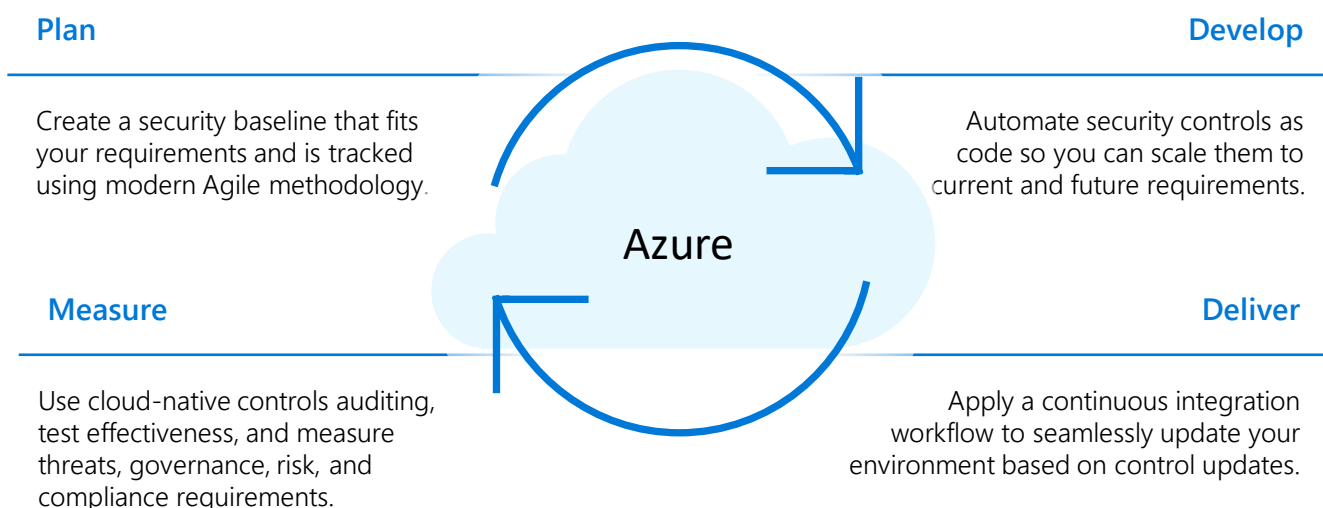 Plan
Create a security baseline that fits
your requirements and is tracked
using modern Agile methodology.
Develop
Automate security controls as
code so you can scale them to
current and future requirements.
Azure
Measure
Use cloud-native controls auditing,
test effectiveness, and measure
threats, governance, risk, and
compliance requirements.
Deliver
Apply a continuous integration
workflow to seamlessly update your
environment based on control updates.